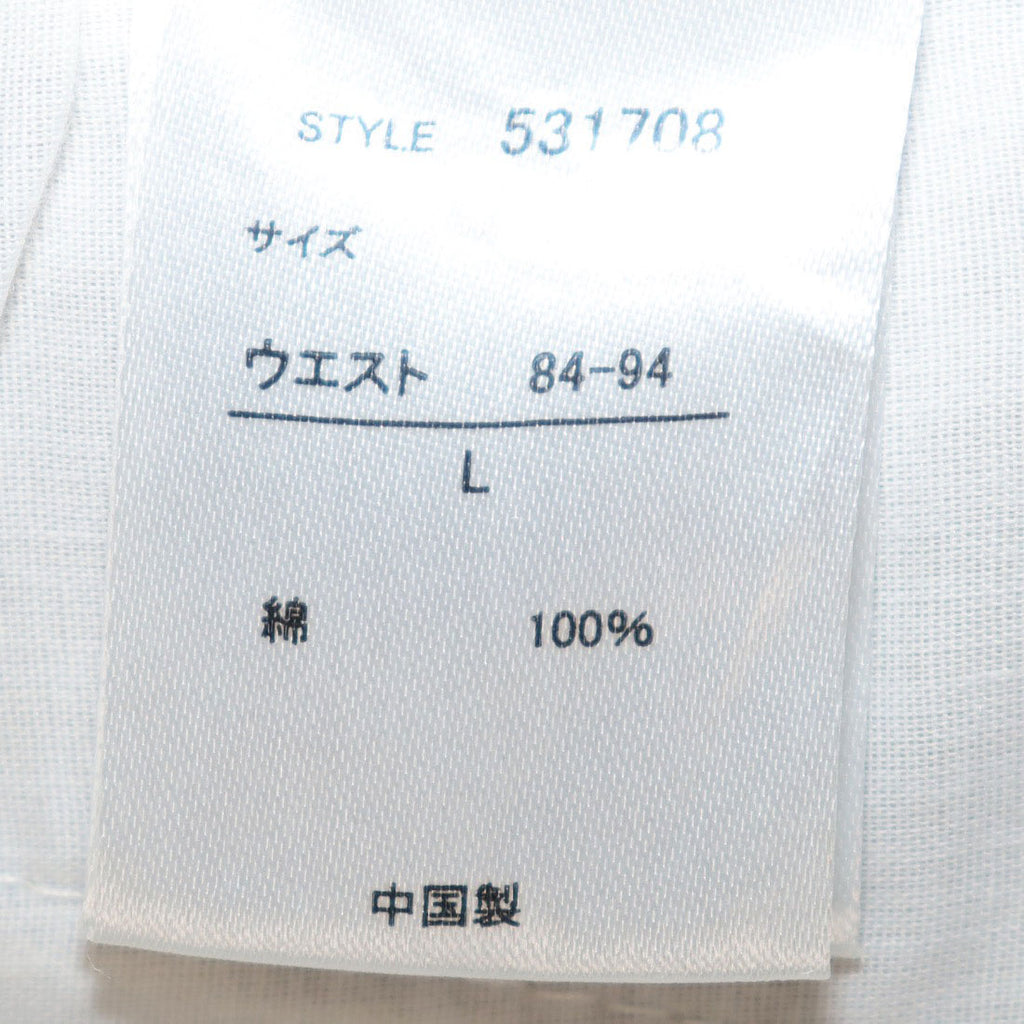 STYLE 531708
サイズ
ウエスト 84-94
L
綿 100%
中国製